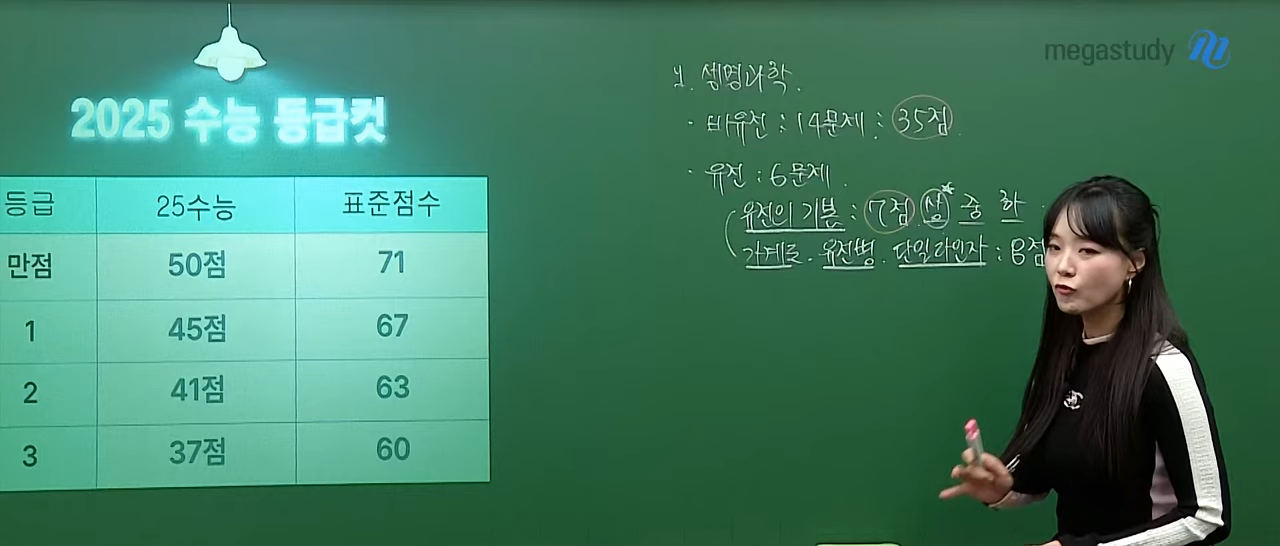 megastudy
2025 수능 등급컷
등급 25수능 표준점수
만점 50점 71
1 45점 67
2 41점 63
3 37점 60
생명과학.
· 비유전 : 14문제 : 35점.
· 유전 : 6문제.
유전의 기본 : 7점 상 중 하
가계도. 유전병. 단일라인자 : 8점